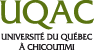 UQAC
UNIVERSITÉ DU QUÉBEC
À CHICOUTIMI